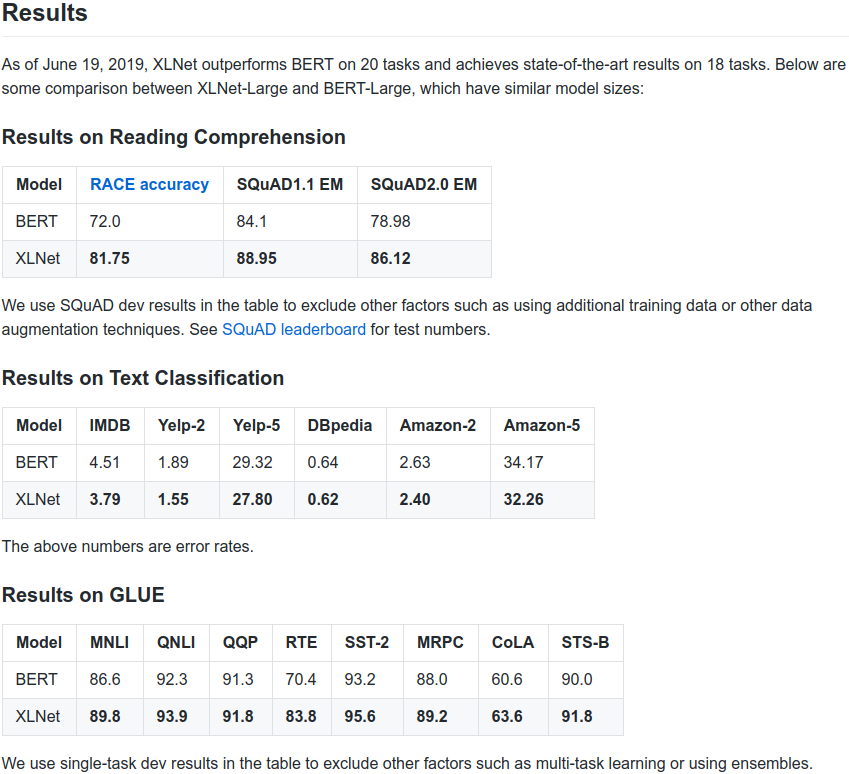 Results
As of June 19, 2019, XLNet outperforms BERT on 20 tasks and achieves state-of-the-art results on 18 tasks. Below are
some comparison between XLNet-Large and BERT-Large, which have similar model sizes:
Results on Reading Comprehension
Model RACE accuracy SQuAD1.1 EM SQuAD2.0 EM
BERT 72.0 84.1 78.98
XLNet 81.75 88.95 86.12
We use SQuAD dev results in the table to exclude other factors such as using additional training data or other data
augmentation techniques. See SQuAD leaderboard for test numbers.
Results on Text Classification
Model IMDB Yelp-2 Yelp-5 DBpedia Amazon-2 Amazon-5
BERT 4.51 1.89 29.32 0.64 2.63 34.17
XLNet 3.79 1.55 27.80 0.62 2.40 32.26
The above numbers are error rates.
Results on GLUE
Model MNLI QNLI QQP RTE SST-2 MRPC CoLA STS-B
BERT 86.6 92.3 91.3 70.4 93.2 88.0 60.6 90.0
XLNet 89.8 93.9 91.8 83.8 95.6 89.2 63.6 91.8
We use single-task dev results in the table to exclude other factors such as multi-task learning or using ensembles.